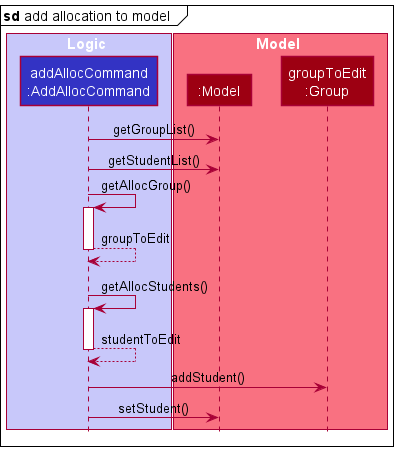 sd add allocation to model
Logic
Model
addAllocCommand
:AddAllocCommand
:Model
groupToEdit
:Group
getGroupList()
getStudentList()
getAllocGroup()
groupToEdit
getAllocStudents()
studentToEdit
addStudent()
setStudent()